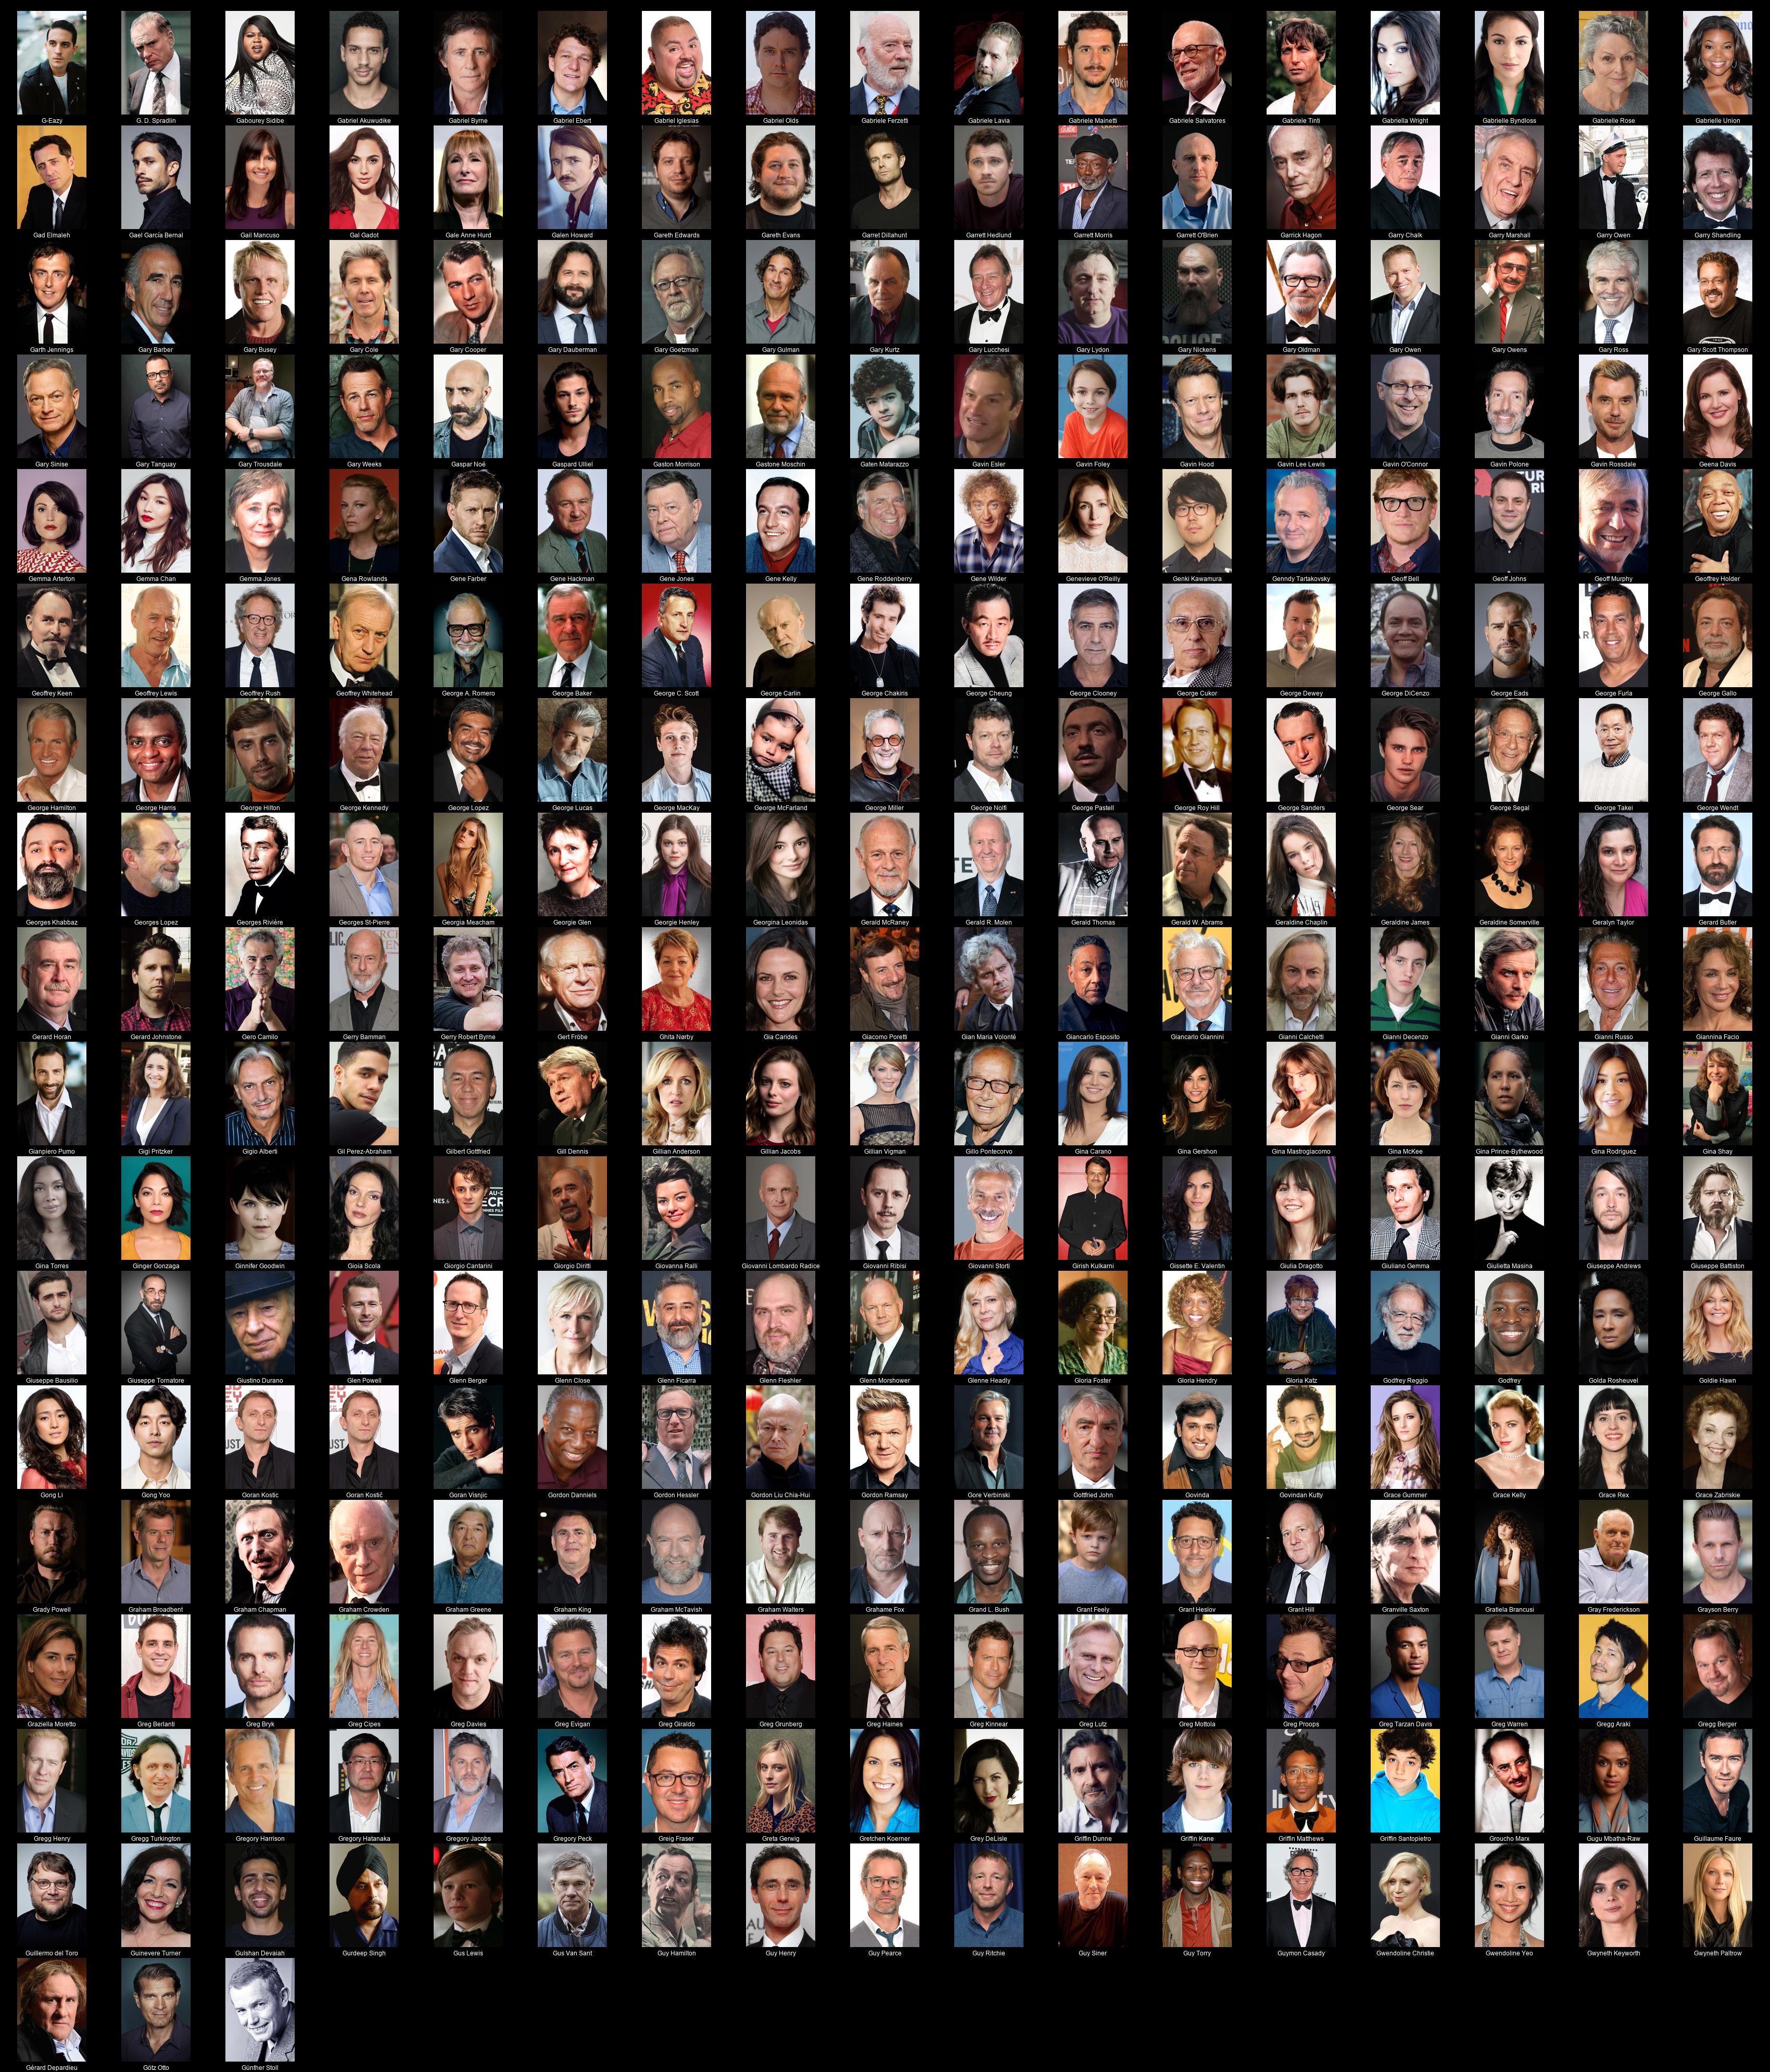 G-Eazy
G. D. Spradlin
Gabourey Sidibe
Gabriel Akuwudike
Gabriel Byrne
Gabriel Ebert
Gabriel Iglesias
Gabriel Olds
Gabriele Ferzetti
Gabriele Lavia
Gabriele Mainetti
Gabriele Salvatores
Gabriele Tinti
Gabriella Wright
Gabrielle Byndloss
Gabrielle Rose
Gabrielle Union
Gad Elmaleh
Gael García Bernal
Gail Mancuso
Gal Gadot
Gale Anne Hurd
Galen Howard
Gareth Edwards
Gareth Evans
Garret Dillahunt
Garrett Hedlund
Garrett Morris
Garrett O'Brien
Garrick Hagon
Garry Chalk
Garry Marshall
Garry Owen
Garry Shandling
Garth Jennings
Gary Barber
Gary Busey
Gary Cole
Gary Cooper
Gary Dauberman
Gary Goetzman
Gary Gulman
Gary Kurtz
Gary Lucchesi
Gary Lydon
Gary Nickens
Gary Oldman
Gary Owen
Gary Owens
Gary Ross
Gary Scott Thompson
Gary Sinise
Gary Tanguay
Gary Trousdale
Gary Weeks
Gaspar Noé
Gaspard Ulliel
Gaston Morrison
Gastone Moschin
Gaten Matarazzo
Gavin Esler
Gavin Foley
Gavin Hood
Gavin Lee Lewis
Gavin O'Connor
Gavin Polone
Gavin Rossdale
Geena Davis
Gemma Arterton
Gemma Chan
Gemma Jones
Gena Rowlands
Gene Farber
Gene Hackman
Gene Jones
Gene Kelly
Gene Roddenberry
Gene Wilder
Genevieve O'Reilly
Genki Kawamura
Genndy Tartakovsky
Geoff Bell
Geoff Johns
Geoff Murphy
Geoffrey Holder
Geoffrey Keen
Geoffrey Lewis
Geoffrey Rush
Geoffrey Whitehead
George A. Romero
George Baker
George C. Scott
George Carlin
George Chakiris
George Cheung
George Clooney
George Cukor
George Dewey
George DiCenzo
George Eads
George Furla
George Gallo
George Hamilton
George Harris
George Hilton
George Kennedy
George Lopez
George Lucas
George MacKay
George McFarland
George Miller
George Nolfi
George Pastell
George Roy Hill
George Sanders
George Sear
George Segal
George Takei
George Wendt
Georges Khabbaz
Georges Lopez
Georges Rivière
Georges St-Pierre
Georgia Meacham
Georgie Glen
Georgie Henley
Georgina Leonidas
Gerald McRaney
Gerald R. Molen
Gerald Thomas
Gerald W. Abrams
Geraldine Chaplin
Geraldine James
Geraldine Somerville
Geralyn Taylor
Gerard Butler
Gerard Horan
Gerard Johnstone
Gero Camilo
Gerry Bamman
Gerry Robert Byrne
Gert Fröbe
Ghita Nørby
Gia Carides
Giacomo Poretti
Gian Maria Volonté
Giancarlo Esposito
Giancarlo Giannini
Gianni Calchetti
Gianni Decenzo
Gianni Garko
Gianni Russo
Giannina Facio
Gianpiero Pumo
Gigi Pritzker
Gigio Alberti
Gil Perez-Abraham
Gilbert Gottfried
Gill Dennis
Gillian Anderson
Gillian Jacobs
Gillian Vigman
Gillo Pontecorvo
Gina Carano
Gina Gershon
Gina Mastrogiacomo
Gina McKee
Gina Prince-Bythewood
Gina Rodriguez
Gina Shay
Gina Torres
Ginger Gonzaga
Ginnifer Goodwin
Gioia Scola
Giorgio Cantarini
Giorgio Diritti
Giovanna Ralli
Giovanni Lombardo Radice
Giovanni Ribisi
Giovanni Storti
Girish Kulkarni
Gissette E. Valentin
Giulia Dragotto
Giuliano Gemma
Giulietta Masina
Giuseppe Andrews
Giuseppe Battiston
Giuseppe Bausilio
Giuseppe Tornatore
Giustino Durano
Glen Powell
Glenn Berger
Glenn Close
Glenn Ficarra
Glenn Fleshler
Glenn Morshower
Glenne Headly
Gloria Foster
Gloria Hendry
Gloria Katz
Godfrey Reggio
Godfrey
Golda Rosheuvel
Goldie Hawn
Gong Li
Gong Yoo
Goran Kostic
Goran Kostić
Goran Visnjic
Gordon Danniels
Gordon Hessler
Gordon Liu Chia-Hui
Gordon Ramsay
Gore Verbinski
Gottfried John
Govinda
Govindan Kutty
Grace Gummer
Grace Kelly
Grace Rex
Grace Zabriskie
Grady Powell
Graham Broadbent
Graham Chapman
Graham Crowden
Graham Greene
Graham King
Graham McTavish
Graham Walters
Grahame Fox
Grand L. Bush
Grant Feely
Grant Heslov
Grant Hill
Granville Saxton
Gratiela Brancusi
Gray Frederickson
Grayson Berry
Graziella Moretto
Greg Berlanti
Greg Bryk
Greg Cipes
Greg Davies
Greg Evigan
Greg Giraldo
Greg Grunberg
Greg Haines
Greg Kinnear
Greg Lutz
Greg Mottola
Greg Proops
Greg Tarzan Davis
Greg Warren
Gregg Araki
Gregg Berger
Gregg Henry
Gregg Turkington
Gregory Harrison
Gregory Hatanaka
Gregory Jacobs
Gregory Peck
Greig Fraser
Greta Gerwig
Gretchen Koerner
Grey DeLisle
Griffin Dunne
Griffin Kane
Griffin Matthews
Griffin Santopietro
Groucho Marx
Gugu Mbatha-Raw
Guillaume Faure
Guillermo del Toro
Guinevere Turner
Gulshan Devaiah
Gurdeep Singh
Gus Lewis
Gus Van Sant
Guy Hamilton
Guy Henry
Guy Pearce
Guy Ritchie
Guy Siner
Guy Torry
Guymon Casady
Gwendoline Christie
Gwendoline Yeo
Gwyneth Keyworth
Gwyneth Paltrow
Gérard Depardieu
Götz Otto
Günther Stoll